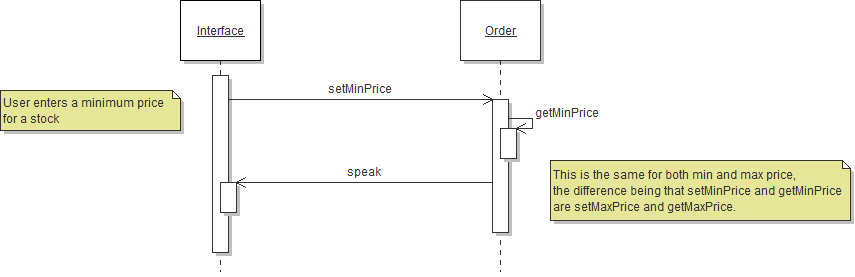 Interface
Order
User enters a minimum price
for a stock
setMinPrice
getMinPrice
speak
This is the same for both min and max price,
the difference being that setMinPrice and getMinPrice
are setMaxPrice and getMaxPrice.